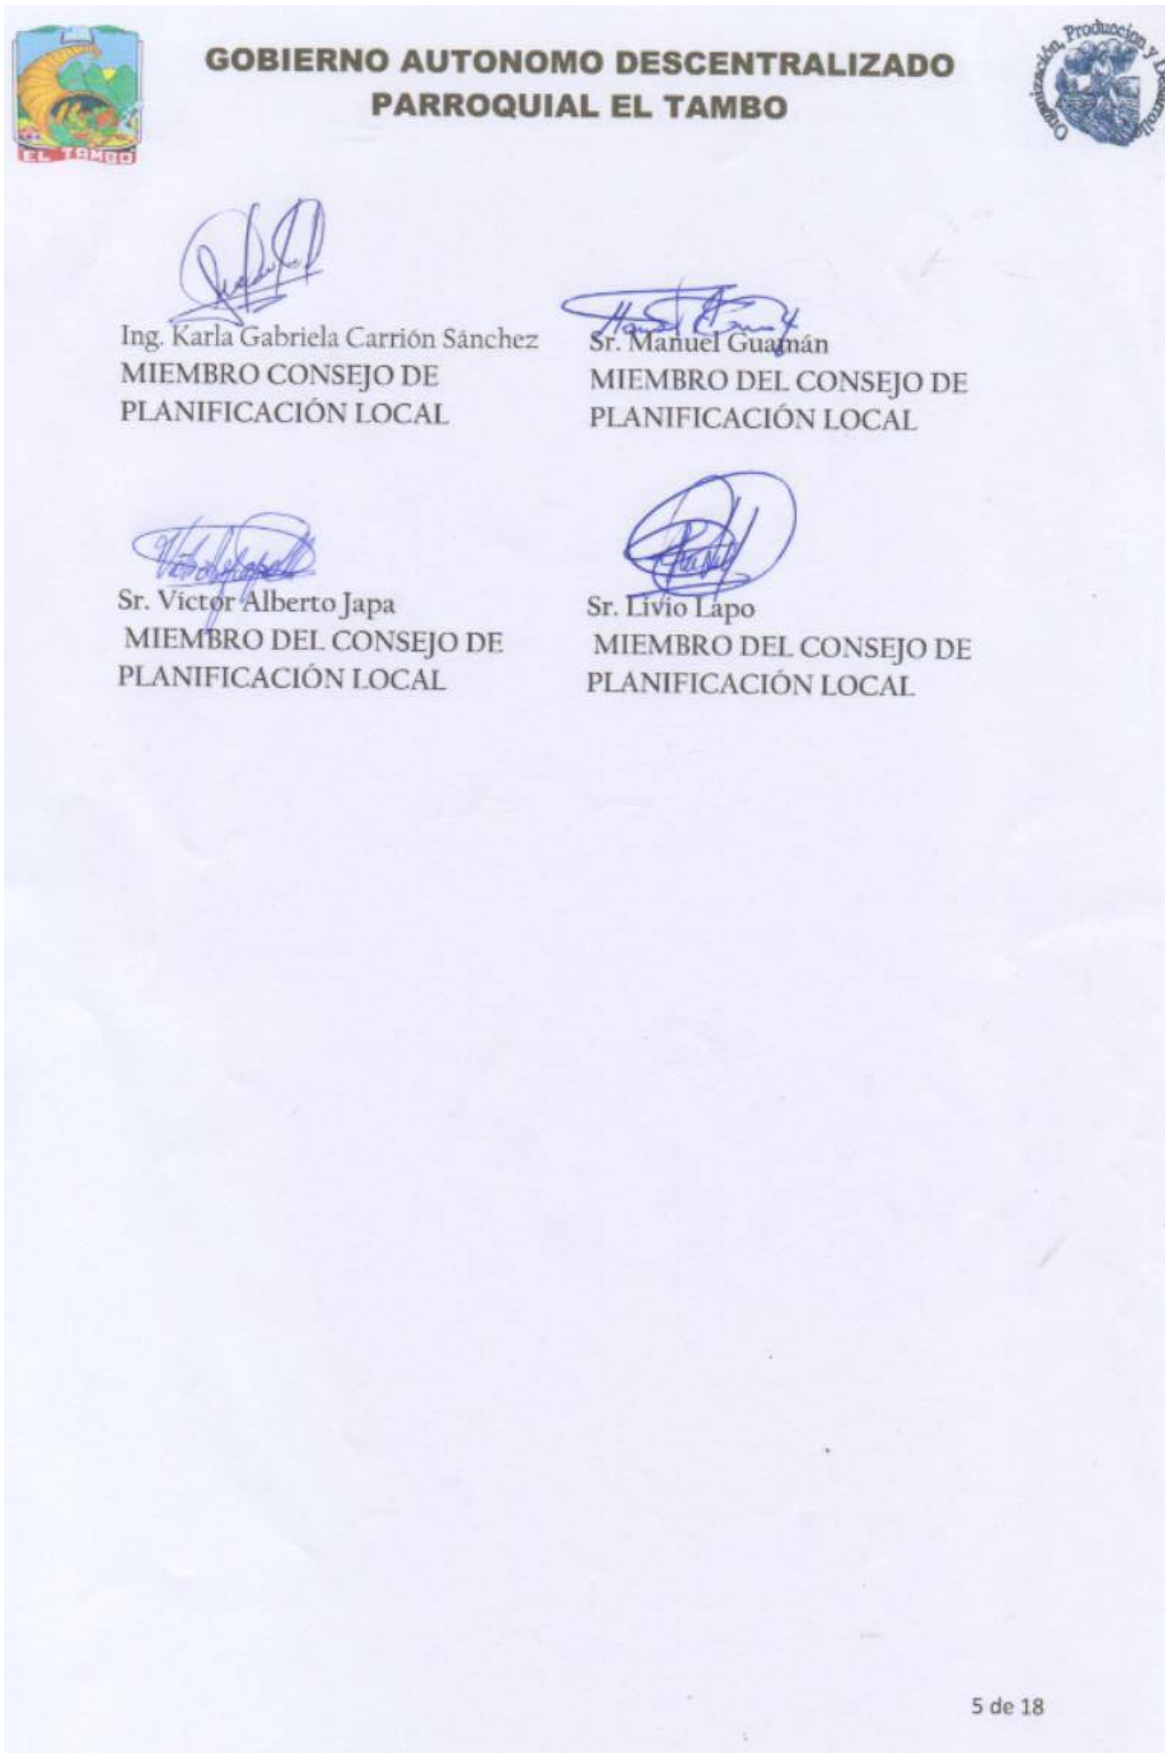 GOBIERNO AUTONOMO DESCENTRALIZADO
PARROQUIAL EL TAMBO
EL TAMBO
Organización, Produccion y Desarrollo
Ing. Karla Gabriela Carrión Sánchez
MIEMBRO CONSEJO DE
PLANIFICACIÓN LOCAL
Sr. Manuel Guamán
MIEMBRO DEL CONSEJO DE
PLANIFICACIÓN LOCAL
Sr. Víctor Alberto Japa
MIEMBRO DEL CONSEJO DE
PLANIFICACIÓN LOCAL
Sr. Livio Lapo
MIEMBRO DEL CONSEJO DE
PLANIFICACIÓN LOCAL
5 de 18